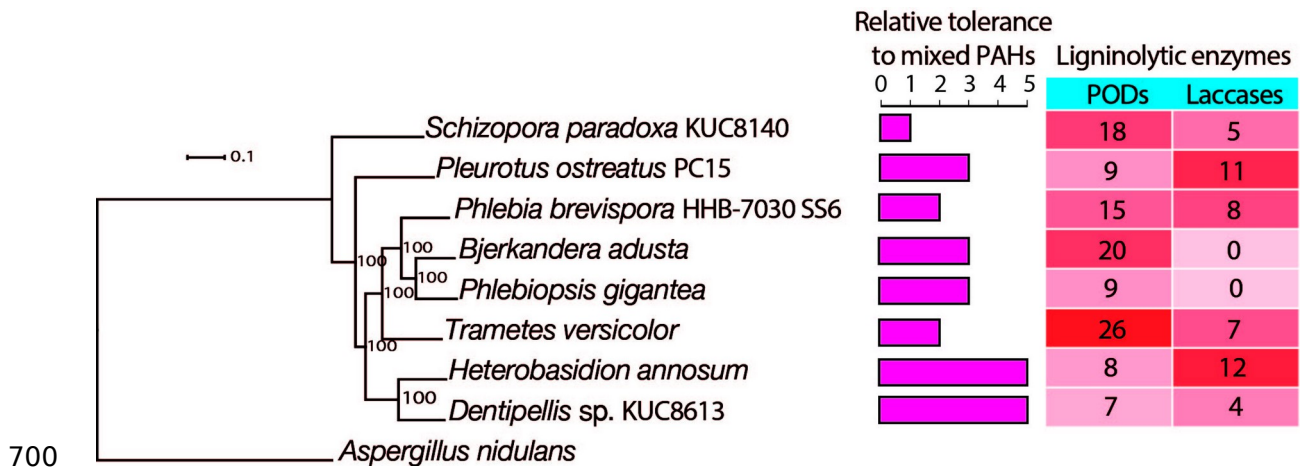 Relative tolerance
to mixed PAHs Ligninolytic enzymes
0 1 2 3 4 5 PODs Laccases
Schizopora paradoxa KUC8140 18 5
0.1
Pleurotus ostreatus PC15 9 11
Phlebia brevispora HHB-7030 SS6 15 8
100 Bjerkandera adusta 20 0
100
100
Phlebiopsis gigantea 9 0
100
Trametes versicolor 26 7
100
Heterobasidion annosum 8 12
100
Dentipellis sp. KUC8613 7 4
700 Aspergillus nidulans